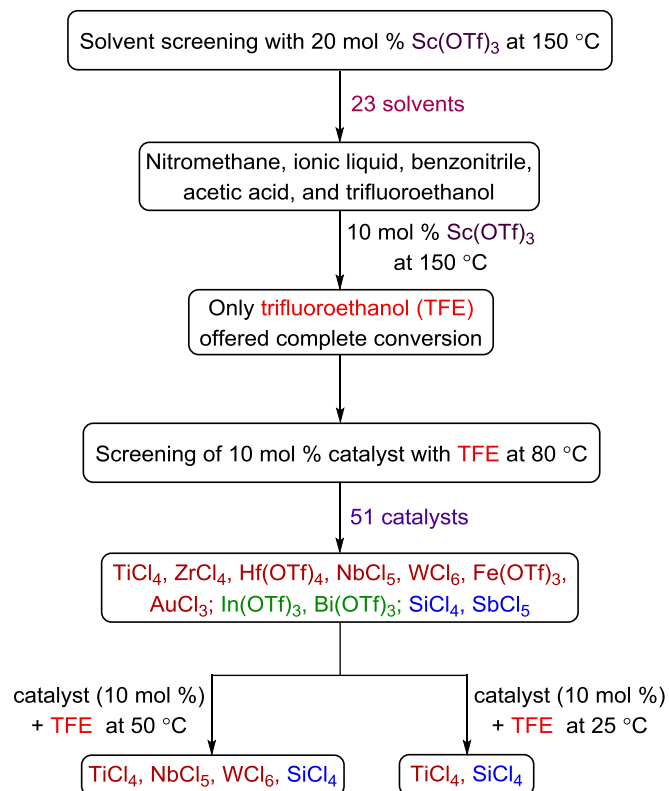 Solvent screening with 20 mol % Sc(OTf)₃ at 150 °C
23 solvents
Nitromethane, ionic liquid, benzonitrile,
acetic acid, and trifluoroethanol
10 mol % Sc(OTf)₃
at 150 °C
Only trifluoroethanol (TFE)
offered complete conversion
Screening of 10 mol % catalyst with TFE at 80 °C
51 catalysts
TiCl₄, ZrCl₄, Hf(OTf)₄, NbCl₅, WCl₆, Fe(OTf)₃,
AuCl₃; In(OTf)₃, Bi(OTf)₃; SiCl₄, SbCl₅
catalyst (10 mol %)
+ TFE at 50 °C
catalyst (10 mol %)
+ TFE at 25 °C
TiCl₄, NbCl₅, WCl₆, SiCl₄
TiCl₄, SiCl₄